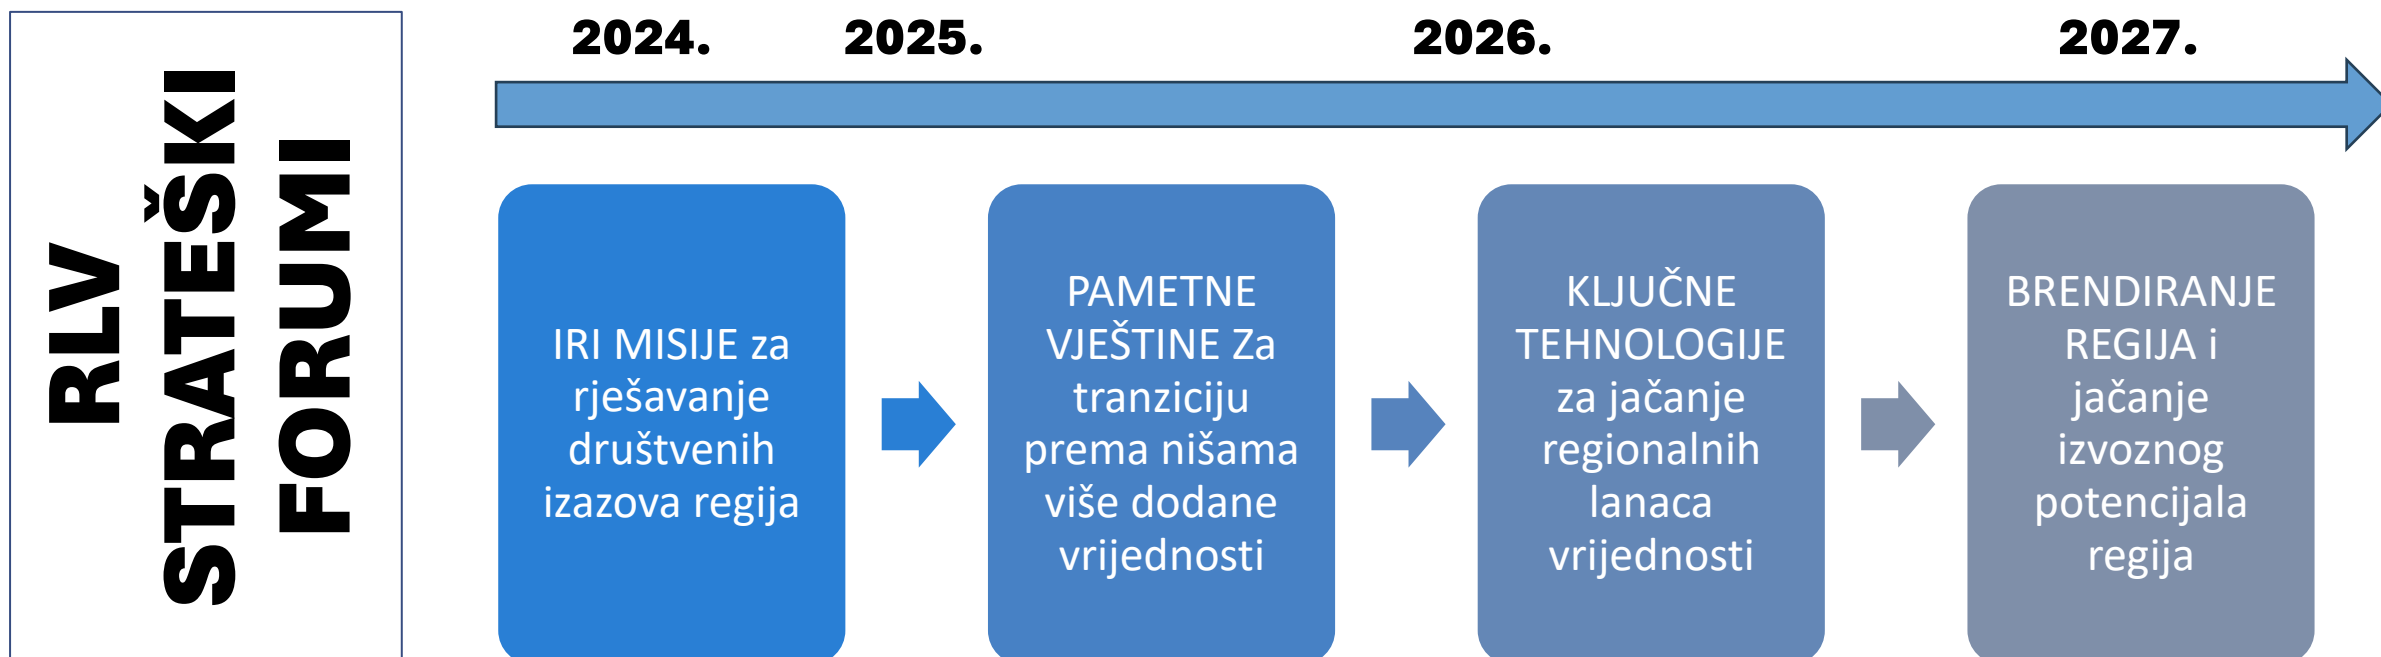 RLV
STRATEŠKI
FORUMI
2024. 2025. 2026. 2027.
IRI MISIJE za
rješavanje
društvenih
izazova regija
PAMETNE
VJEŠTINE Za
tranziciju
prema nišama
više dodane
vrijednosti
KLJUČNE
TEHNOLOGIJE
za jačanje
regionalnih
lanaca
vrijednosti
BRENDIRANJE
REGIJA i
jačanje
izvoznog
potencijala
regija